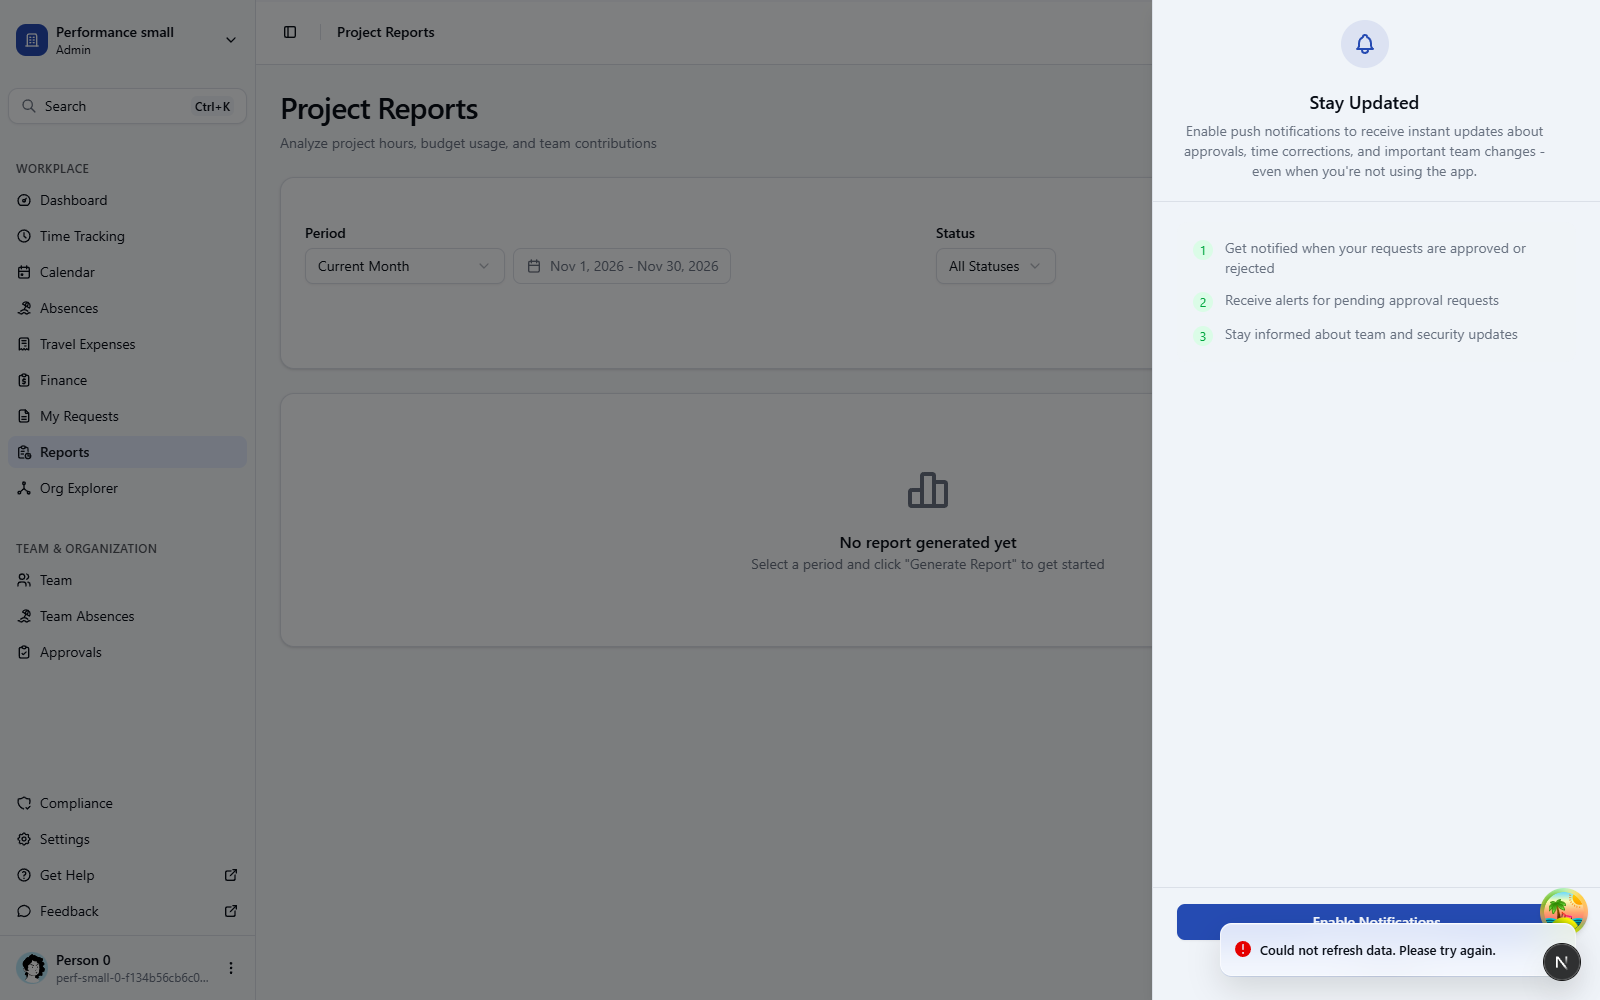 Performance small
Admin
Search
Ctrl+K
WORKPLACE
Dashboard
Time Tracking
Calendar
Absences
Travel Expenses
Finance
My Requests
Reports
Org Explorer
TEAM & ORGANIZATION
Team
Team Absences
Approvals
Compliance
Settings
Get Help
Feedback
Person 0
perf-small-0-f134b56cb6c0...
Project Reports
Project Reports
Analyze project hours, budget usage, and team contributions
Period
Current Month
Nov 1, 2026 - Nov 30, 2026
Status
All Statuses
No report generated yet
Select a period and click "Generate Report" to get started
Stay Updated
Enable push notifications to receive instant updates about
approvals, time corrections, and important team changes -
even when you're not using the app.
1 Get notified when your requests are approved or
rejected
2 Receive alerts for pending approval requests
3 Stay informed about team and security updates
Enable Notifications
Could not refresh data. Please try again.
N